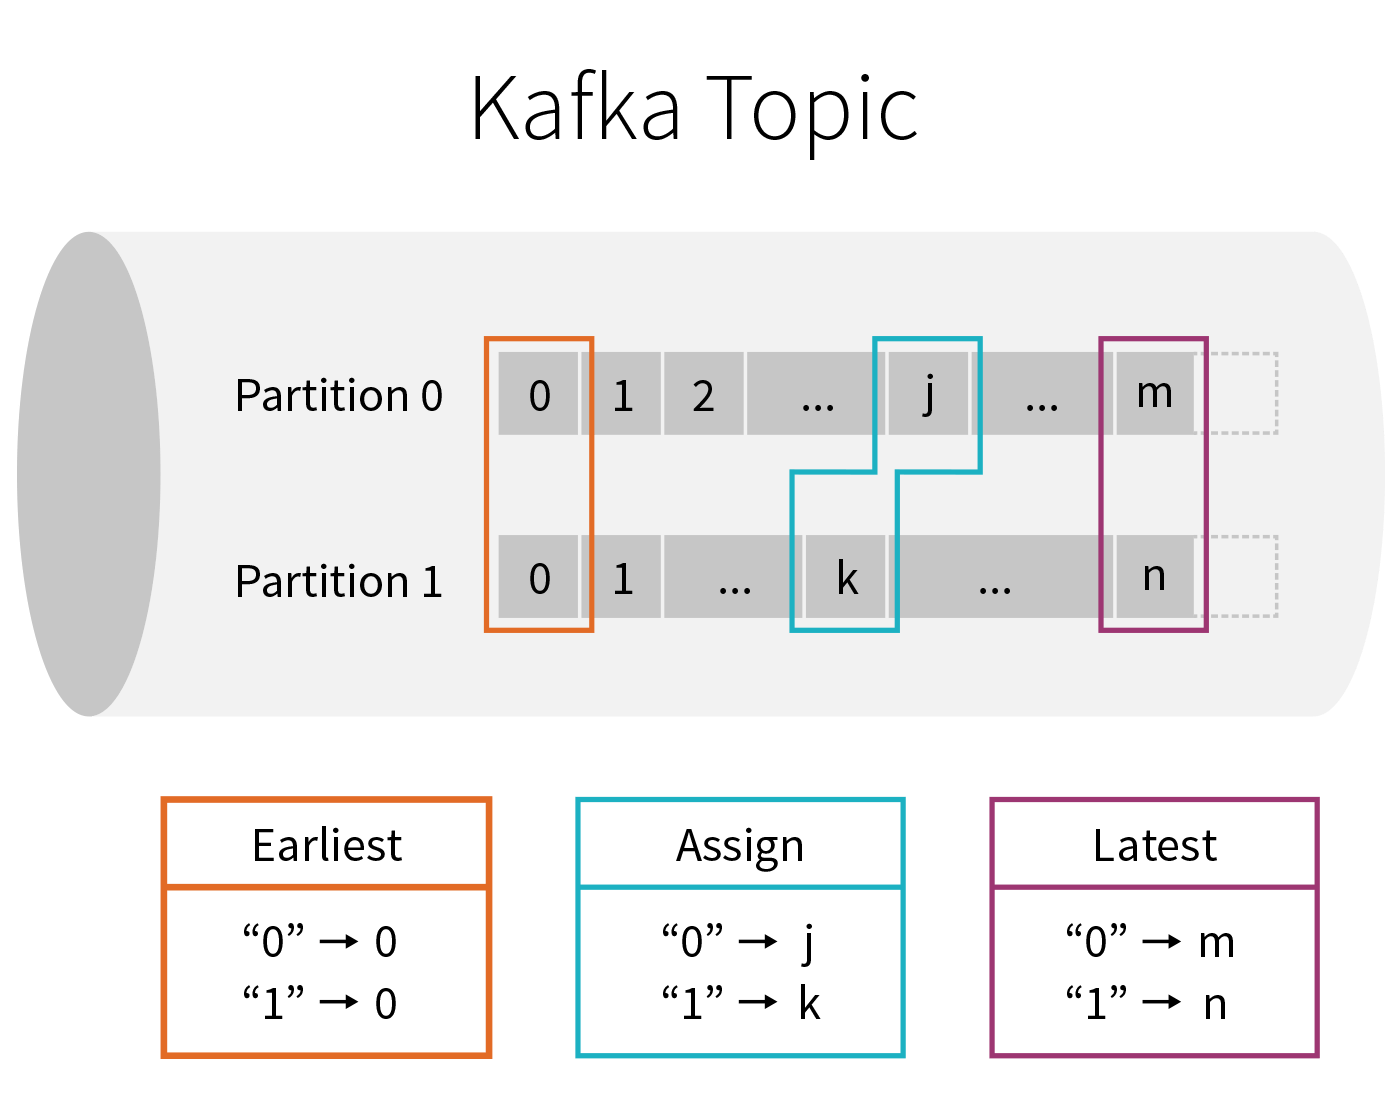 Kafka Topic
Partition 0 0 1 2 ... j ... m
Partition 1 0 1 ... k ... n
Earliest
“0” → 0
“1” → 0
Assign
“0” → j
“1” → k
Latest
“0” → m
“1” → n